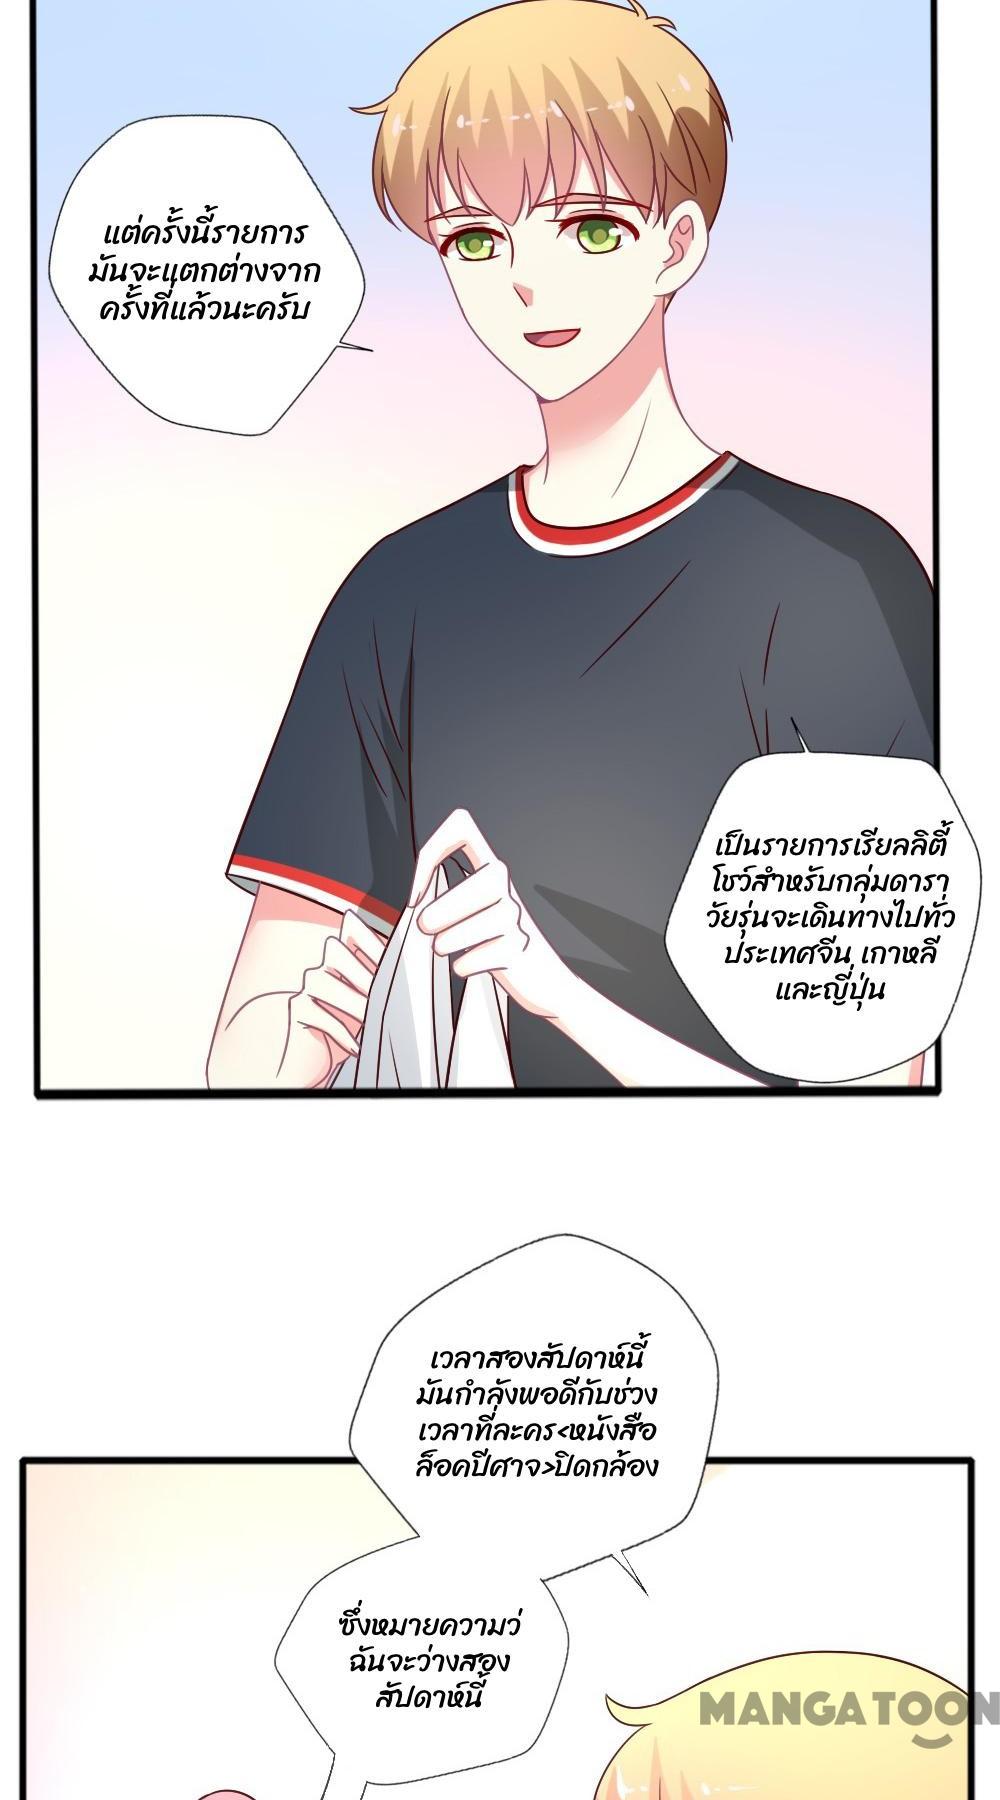 แต่ครั้งนี้รายการ
มันจะแตกต่างจาก
ครั้งที่แล้วนะครับ
เป็นรายการเรียลลิตี้
โชว์สำหรับกลุ่มดารา
วัยรุ่นจะเดินทางไปทั่ว
ประเทศจีน เกาหลี
และญี่ปุ่น
เวลาสองสัปดาห์นี้
มันกำลังพอดีกับช่วง
เวลาที่ละคร<หนังสือ
ล็อคปีศาจ>ปิดกล้อง
ซึ่งหมายความว่
ฉันจะว่างสอง
สัปดาห์นี้
MANGATOON